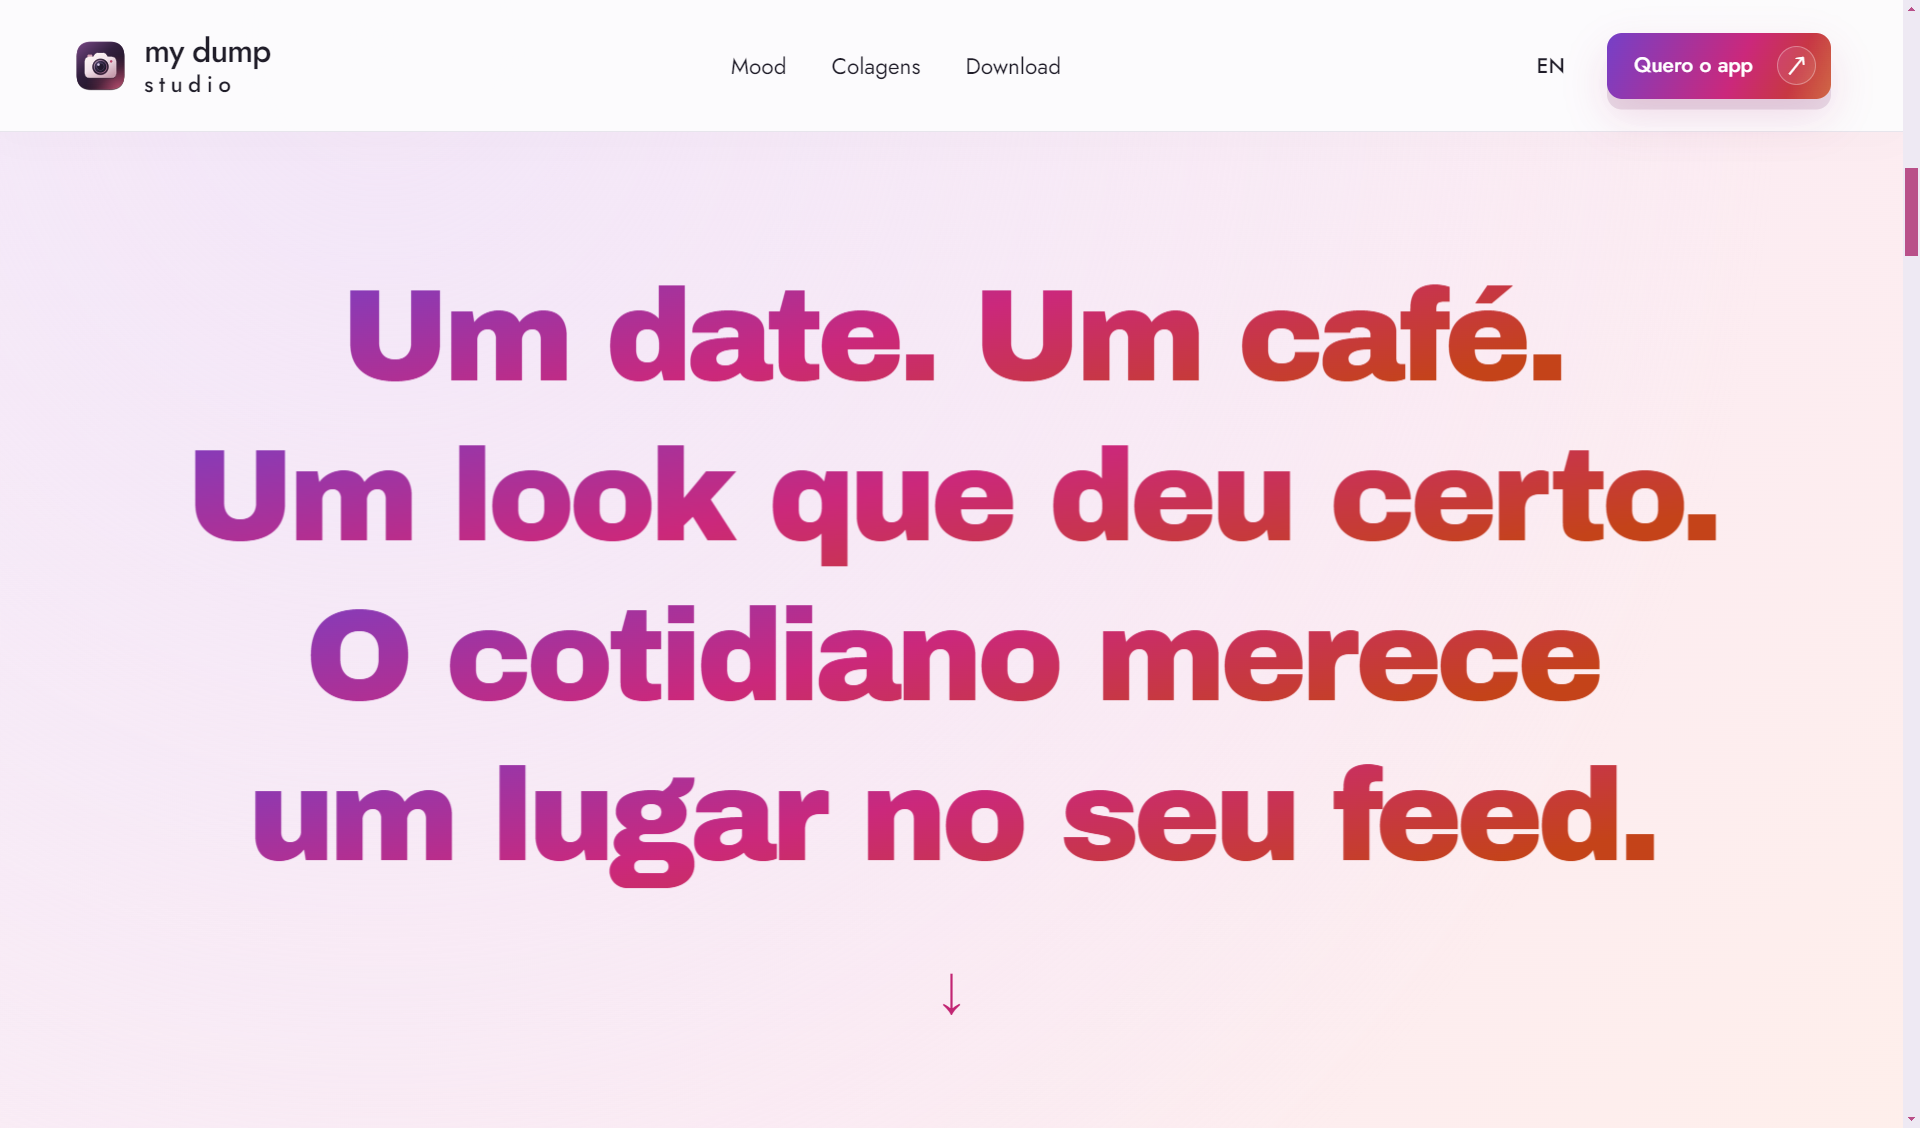 my dump
studio
Mood
Colagens
Download
EN
Quero o app
Um date. Um café.
Um look que deu certo.
O cotidiano merece
um lugar no seu feed.